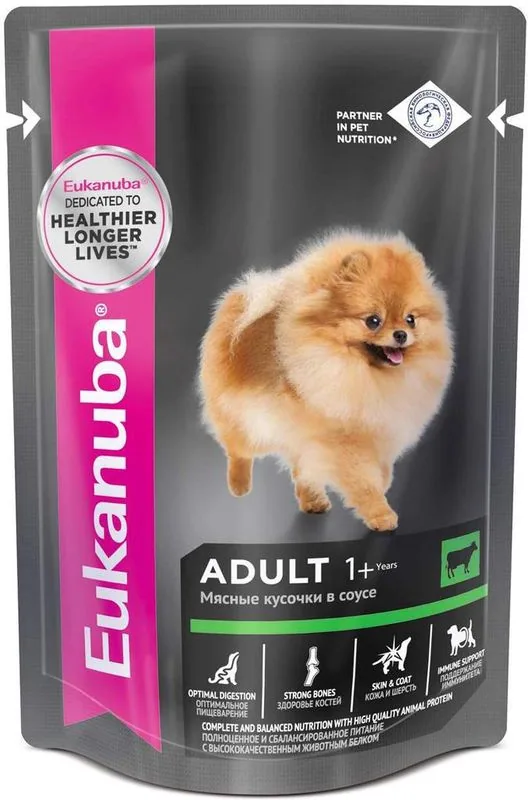 PARTNER
IN PET
NUTRITION*
Eukanuba®
DEDICATED TO
HEALTHIER
LONGER
LIVES™
Eukanuba®
ADULT 1+ Years
Мясные кусочки в соусе
OPTIMAL DIGESTION
ОПТИМАЛЬНОЕ
ПИЩЕВАРЕНИЕ
STRONG BONES
ЗДОРОВЬЕ КОСТЕЙ
SKIN & COAT
КОЖА И ШЕРСТЬ
IMMUNE SUPPORT
ПОДДЕРЖАНИЕ
ИММУНИТЕТА
COMPLETE AND BALANCED NUTRITION WITH HIGH QUALITY ANIMAL PROTEIN
ПОЛНОЦЕННОЕ И СБАЛАНСИРОВАННОЕ ПИТАНИЕ
С ВЫСОКОКАЧЕСТВЕННЫМ ЖИВОТНЫМ БЕЛКОМ